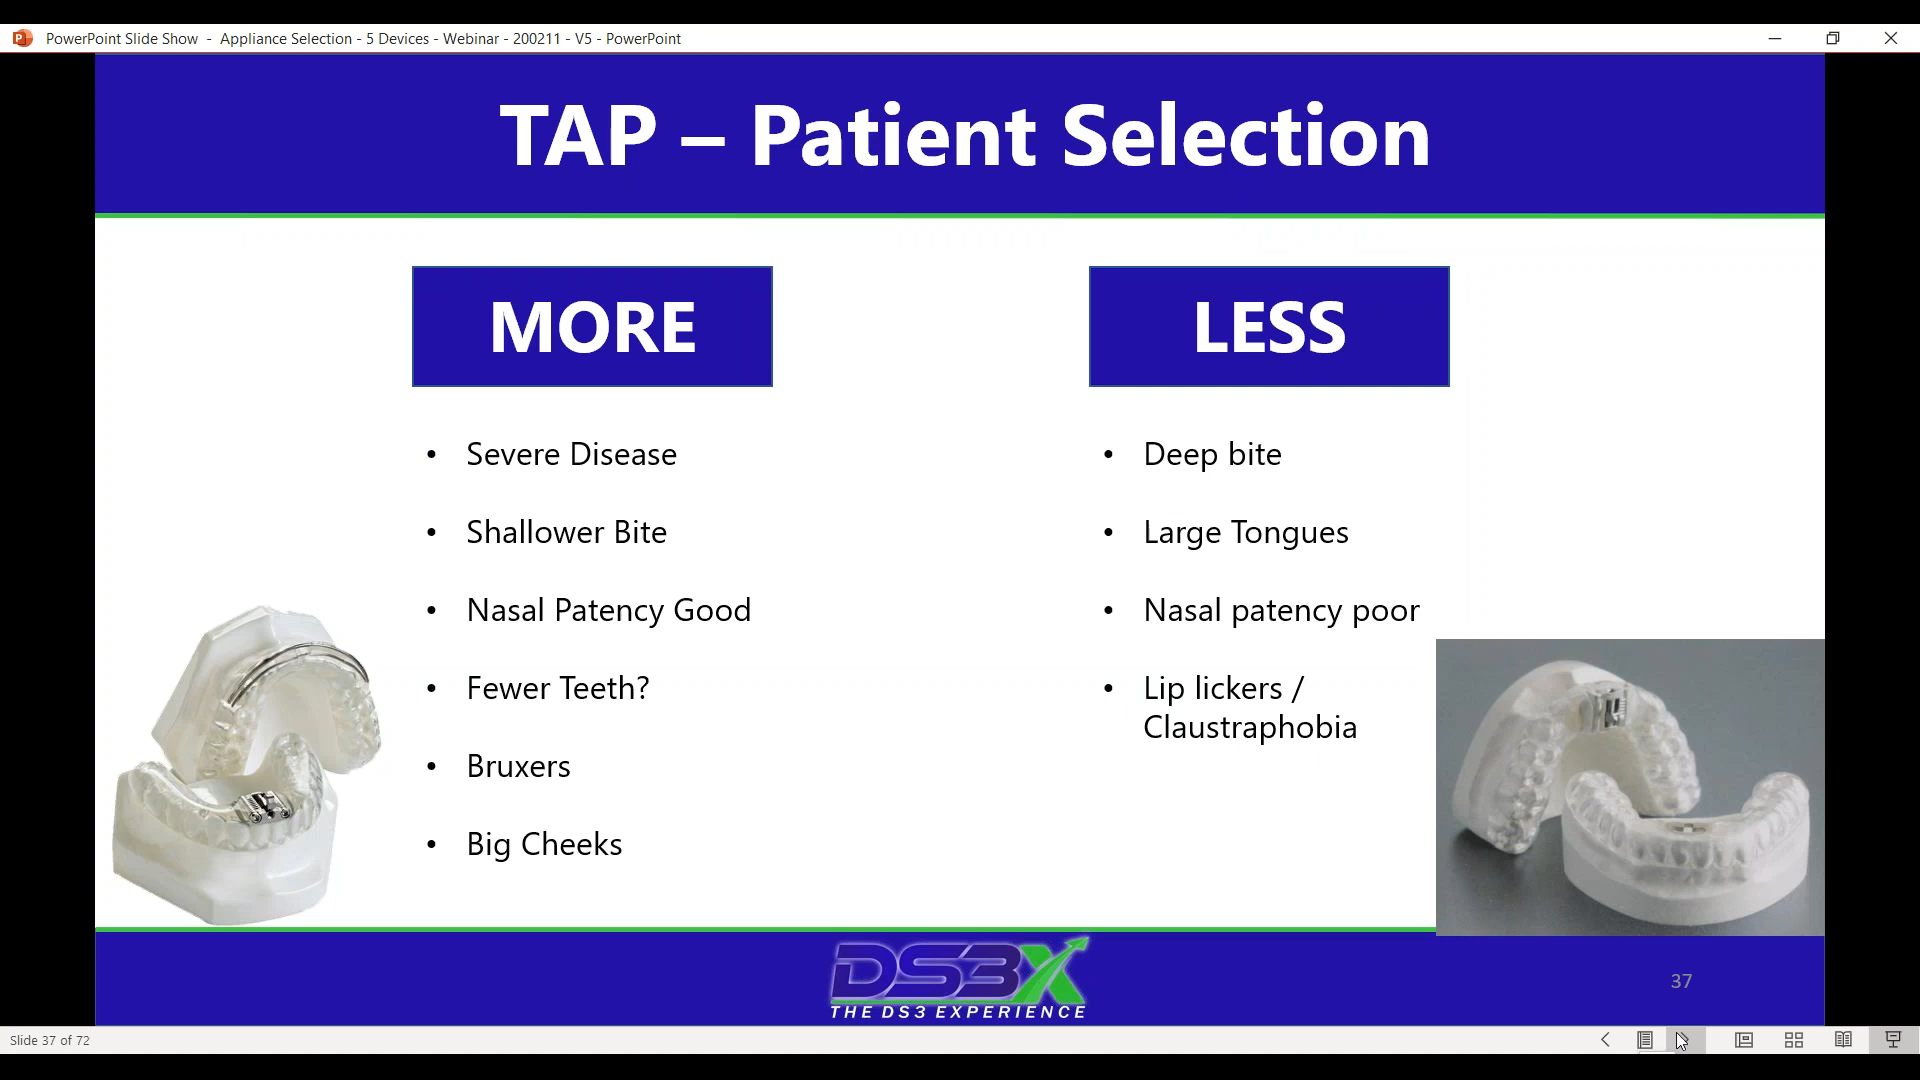 PowerPoint Slide Show - Appliance Selection - 5 Devices - Webinar - 200211 - V5 - PowerPoint
TAP – Patient Selection
MORE
• Severe Disease
• Shallower Bite
• Nasal Patency Good
• Fewer Teeth?
• Bruxers
• Big Cheeks
LESS
• Deep bite
• Large Tongues
• Nasal patency poor
• Lip lickers /
Claustraphobia
DS3X
THE DS3 EXPERIENCE
37
Slide 37 of 72